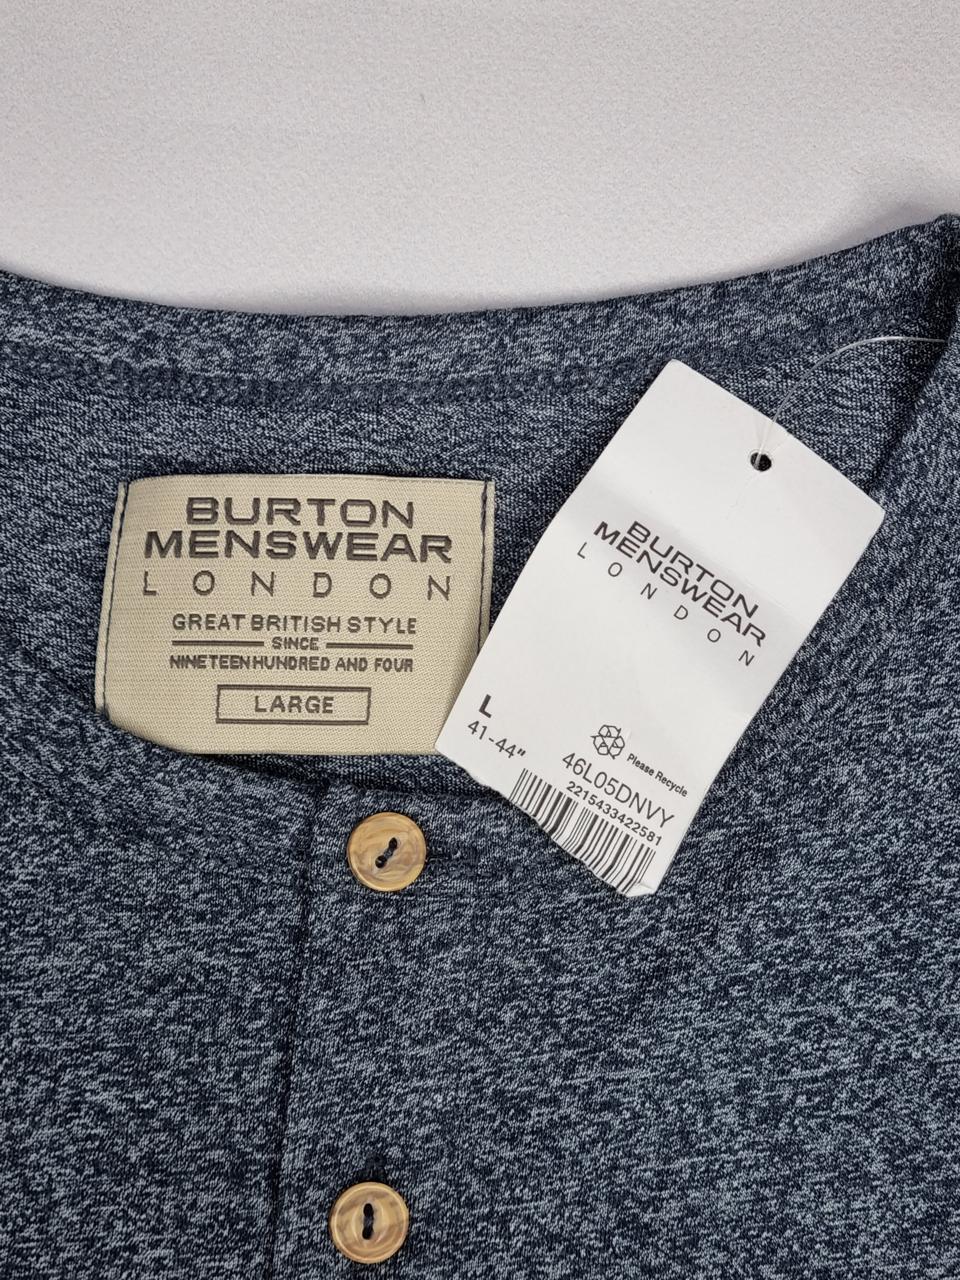 BURTON
MENSWEAR
LONDON
GREAT BRITISH STYLE
SINCE
NINETEEN HUNDRED AND FOUR
LARGE
BURTON
MENSWEAR
LONDON
L
41-44"
Please Recycle
46L05DNVY
2215433422581